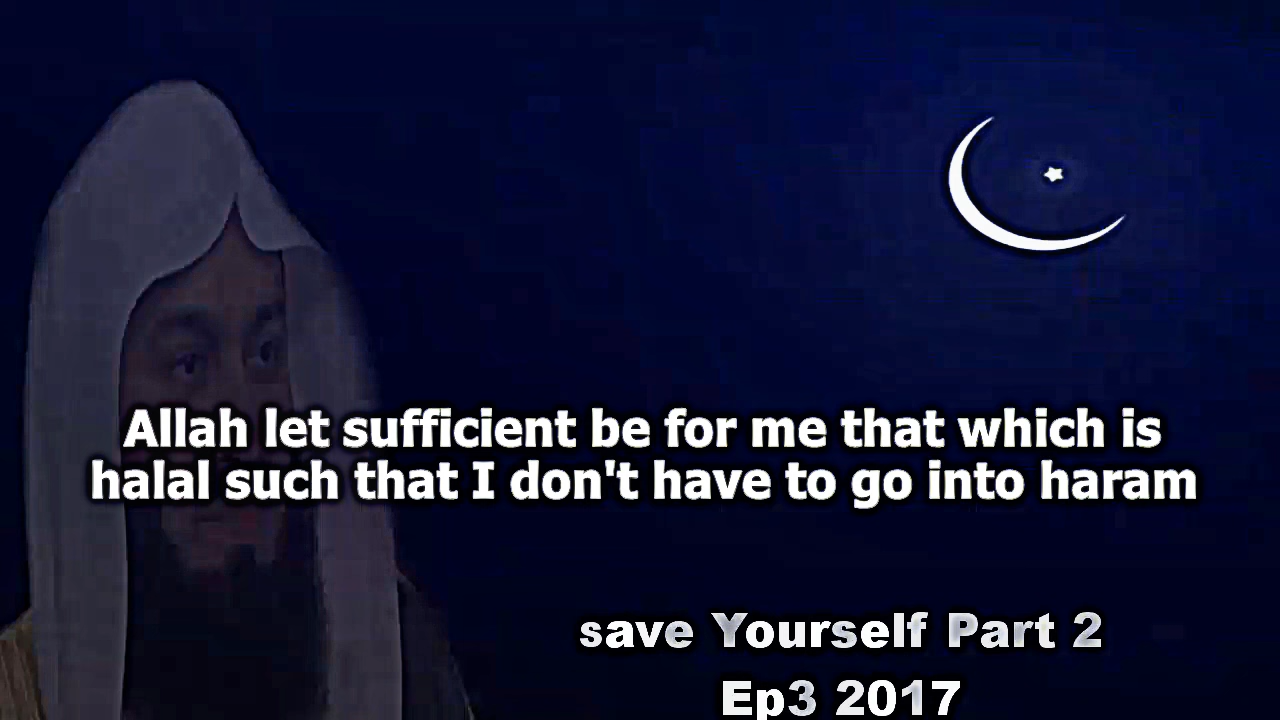 Allah let sufficient be for me that which is
halal such that I don't have to go into haram
save Yourself Part 2
Ep3 2017